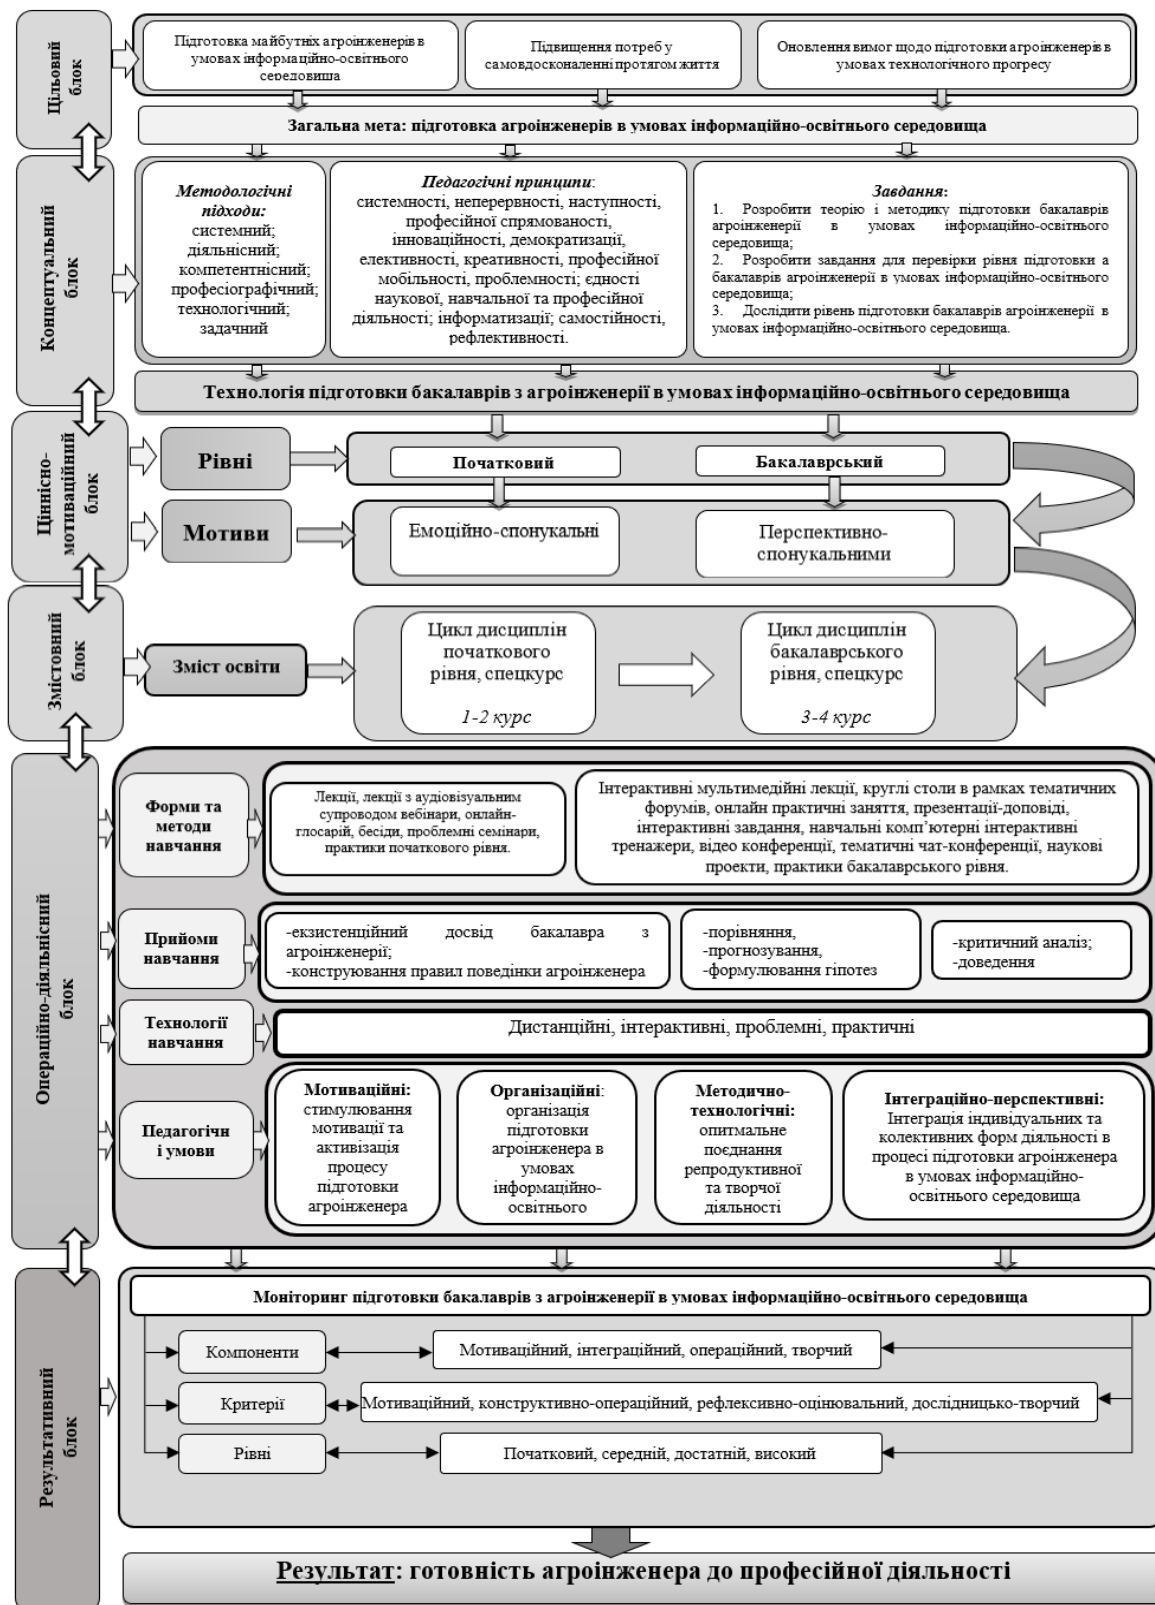 Цільовий
блок
Підготовка майбутніх агроінженерів в
умовах інформаційно-освітнього
середовища
Підвищення потреб у
самовдосконаленні протягом життя
Оновлення вимог щодо підготовки агроінженерів в
умовах технологічного прогресу
Загальна мета: підготовка агроінженерів в умовах інформаційно-освітнього середовища
Концептуальний
блок
Методологічні
підходи:
системний;
діяльнісний;
компетентнісний;
професіографічний;
технологічний;
задачний
Педагогічні принципи:
системності, неперервності, наступності,
професійної спрямованості,
інноваційності, демократизації,
елективності, креативності, професійної
мобільності, проблемності; єдності
наукової, навчальної та професійної
діяльності; інформатизації; самостійності,
рефлективності.
Завдання:
1. Розробити теорію і методику підготовки бакалаврів
агроінженерії в умовах інформаційно-освітнього
середовища;
2. Розробити завдання для перевірки рівня підготовки а
бакалаврів агроінженерії в умовах інформаційно-освітнього
середовища;
3. Дослідити рівень підготовки бакалаврів агроінженерії в
умовах інформаційно-освітнього середовища.
Технологія підготовки бакалаврів з агроінженерії в умовах інформаційно-освітнього середовища
Ціннісно-
мотиваційний
блок
Рівні
Початковий
Бакалаврський
Мотиви
Емоційно-спонукальні
Перспективно-
спонукальними
Змістовний
блок
Зміст освіти
Цикл дисциплін
початкового
рівня, спецкурс
1-2 курс
Цикл дисциплін
бакалаврського
рівня, спецкурс
3-4 курс
Операційно-діяльнісний
блок
Форми та
методи
навчання
Лекції, лекції з аудіовізуальним
супроводом вебінари, онлайн-
глосарій, бесіди, проблемні семінари,
практики початкового рівня.
Інтерактивні мультимедійні лекції, круглі столи в рамках тематичних
форумів, онлайн практичні заняття, презентації-доповіді,
інтерактивні завдання, навчальні комп’ютерні інтерактивні
тренажери, відео конференції, тематичні чат-конференції, наукові
проекти, практики бакалаврського рівня.
Прийоми
навчання
-екзистенційний досвід бакалавра з
агроінженерії;
-конструювання правил поведінки агроінженера
-порівняння,
-прогнозування,
-формулювання гіпотез
-критичний аналіз;
-доведення
Технології
навчання
Дистанційні, інтерактивні, проблемні, практичні
Педагогічн
і умови
Мотиваційні:
стимулювання
мотивації та
активізація
процесу
підготовки
агроінженера
Організаційні:
організація
підготовки
агроінженера в
умовах
інформаційно-
освітнього
Методично-
технологічні:
опитмальне
поєднання
репродуктивної
та творчої
діяльності
Інтеграційно-перспективні:
Інтеграція індивідуальних та
колективних форм діяльності в
процесі підготовки агроінженера
в умовах інформаційно-
освітнього середовища
Результативний
блок
Моніторинг підготовки бакалаврів з агроінженерії в умовах інформаційно-освітнього середовища
Компоненти
Мотиваційний, інтеграційний, операційний, творчий
Критерії
Мотиваційний, конструктивно-операційний, рефлексивно-оцінювальний, дослідницько-творчий
Рівні
Початковий, середній, достатній, високий
Результат: готовність агроінженера до професійної діяльності